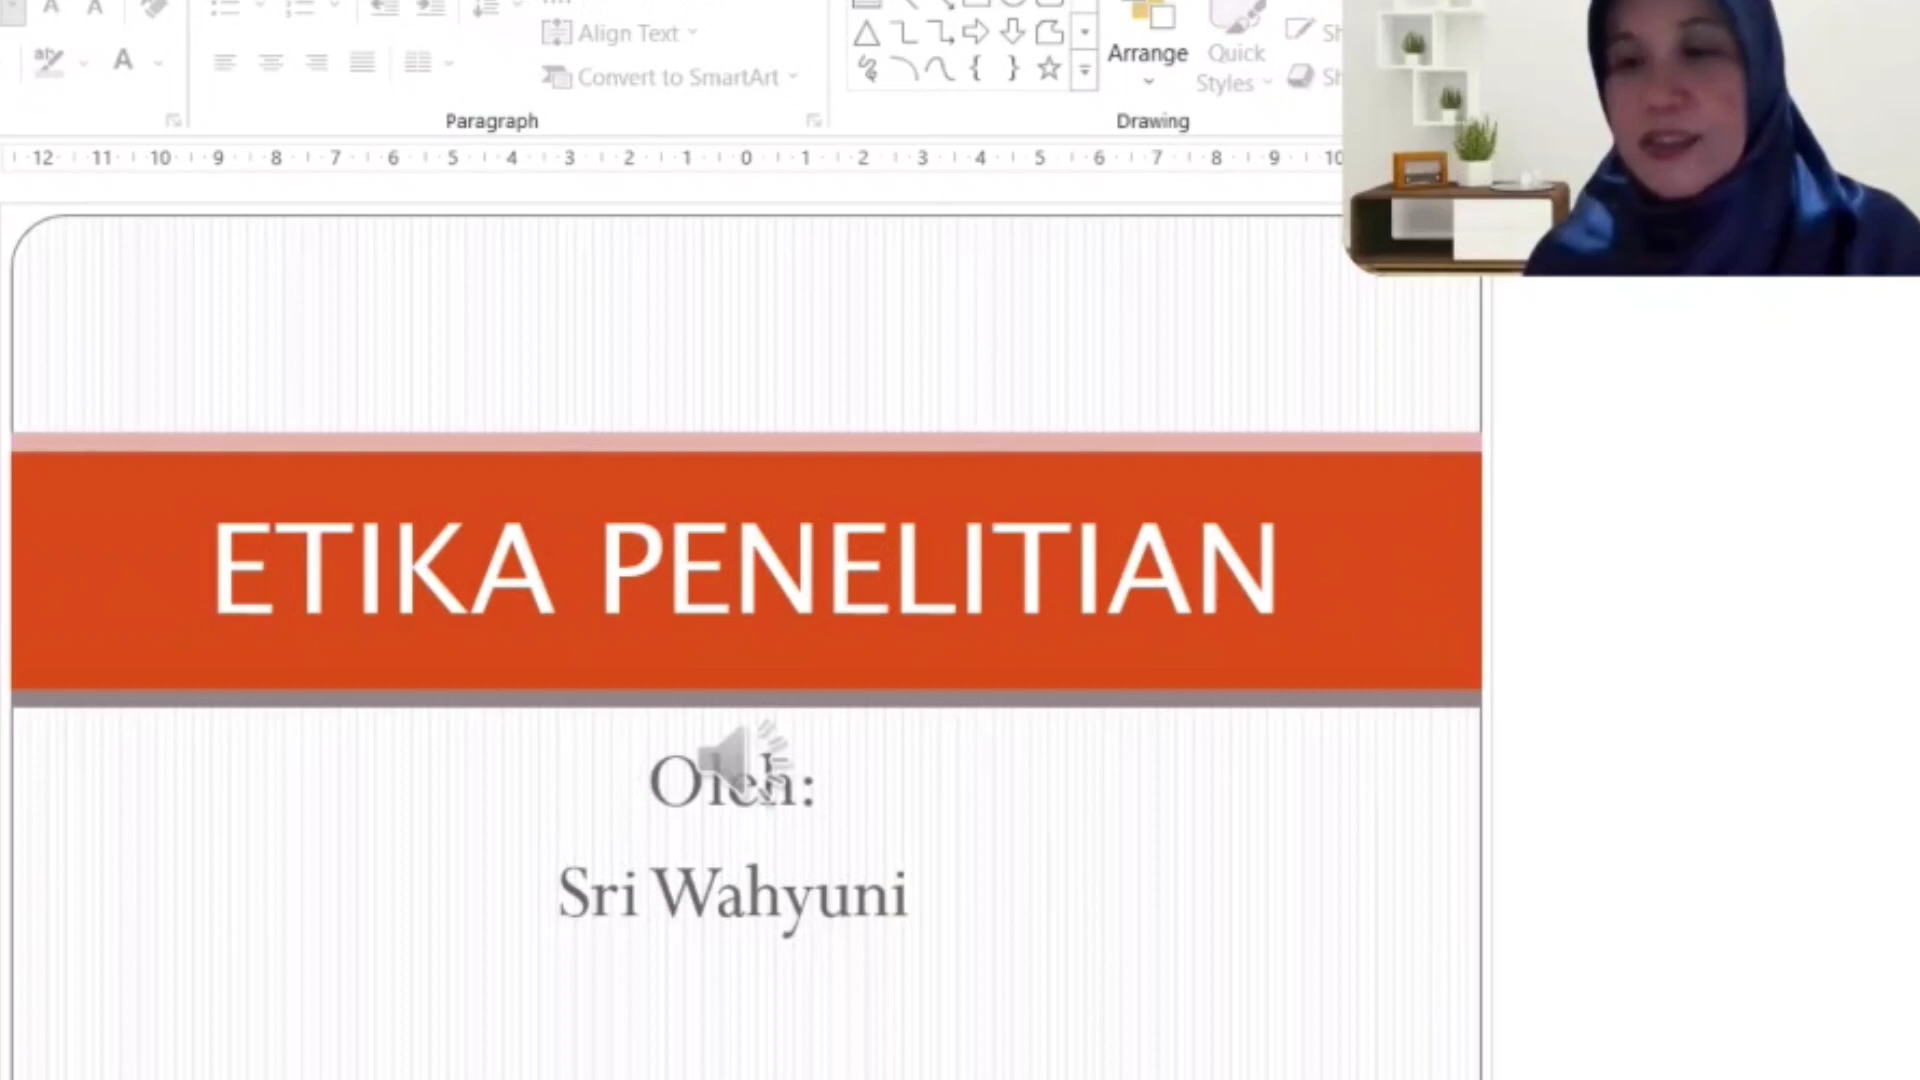 Align Text
Convert to SmartArt
Arrange
Quick
Styles
Sh
Sh
Paragraph
Drawing
12 11 10 9 8 7 6 5 4 3 2 1 0 1 2 3 4 5 6 7 8 9 10
ETIKA PENELITIAN
Oleh:
Sri Wahyuni